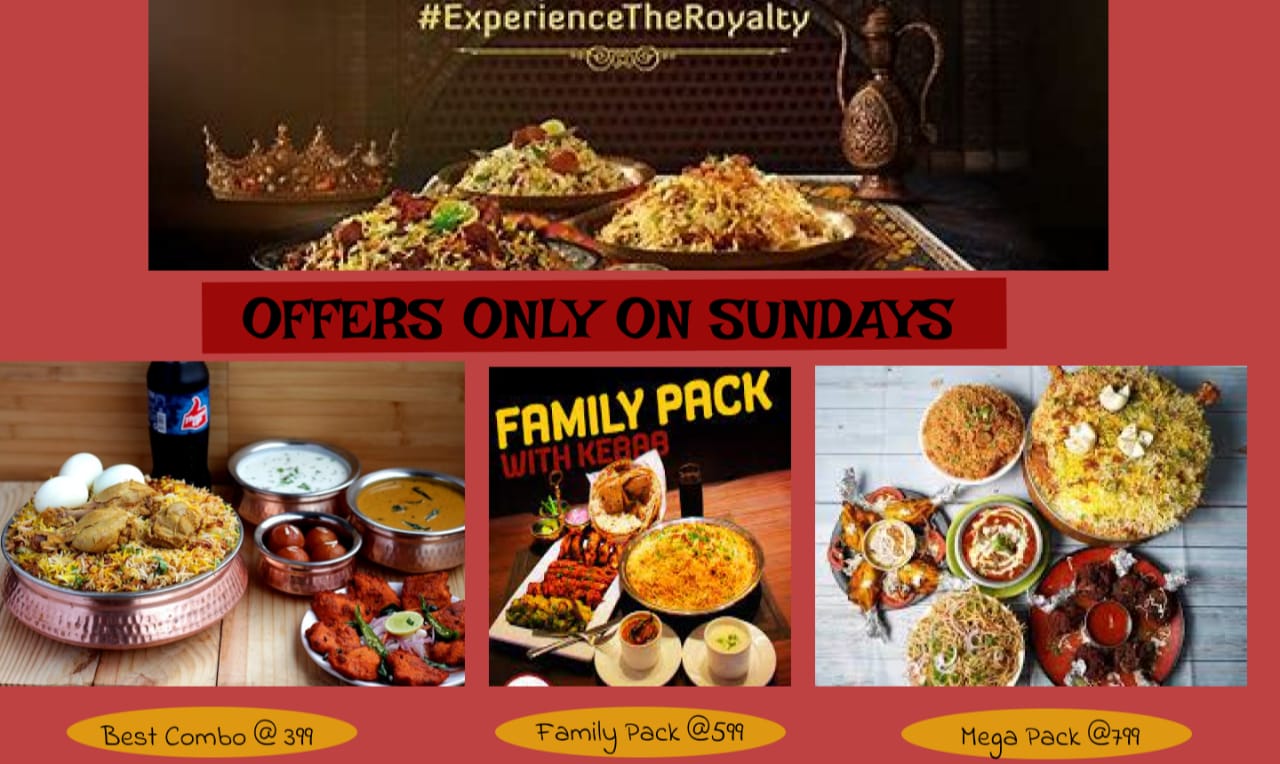 #ExperienceTheRoyalty
OFFERS ONLY ON SUNDAYS
FAMILY PACK
WITH KEBAB
Best Combo @ 399
Family Pack @599
Mega Pack @799